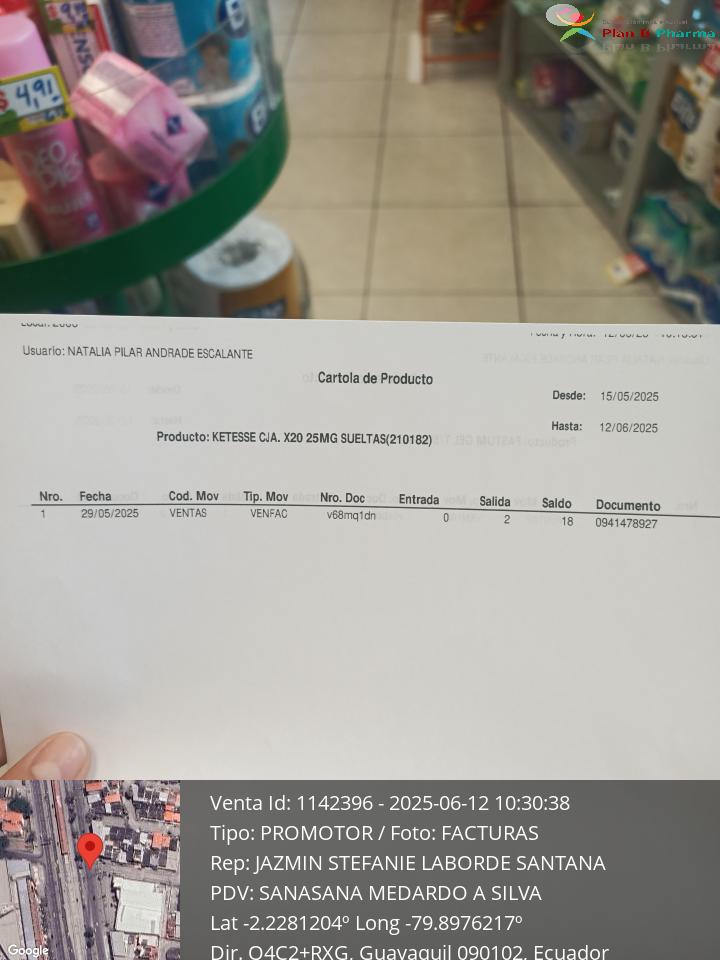 Plan B Pharma
$ 4,91
DEO
PIES
Usuario: NATALIA PILAR ANDRADE ESCALANTE
Cartola de Producto
Desde: 15/05/2025
Hasta: 12/06/2025
Producto: KETESSE CJA. X20 25MG SUELTAS(210182)
Nro. Fecha Cod. Mov Tip. Mov Nro. Doc Entrada Salida Saldo Documento
1 29/05/2025 VENTAS VENFAC v68mq1dn 0 2 18 0941478927
Venta Id: 1142396 - 2025-06-12 10:30:38
Tipo: PROMOTOR / Foto: FACTURAS
Rep: JAZMIN STEFANIE LABORDE SANTANA
PDV: SANASANA MEDARDO A SILVA
Lat -2.2281204º Long -79.8976217º
Dir. Q4C2+RXG, Guayaquil 090102, Ecuador
Google